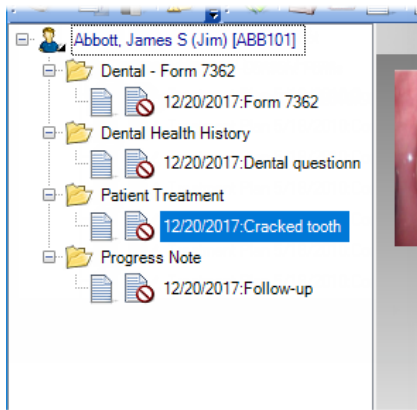 Abbott, James S (Jim) [ABB101]
Dental - Form 7362
12/20/2017:Form 7362
Dental Health History
12/20/2017:Dental questionn
Patient Treatment
12/20/2017:Cracked tooth
Progress Note
12/20/2017:Follow-up